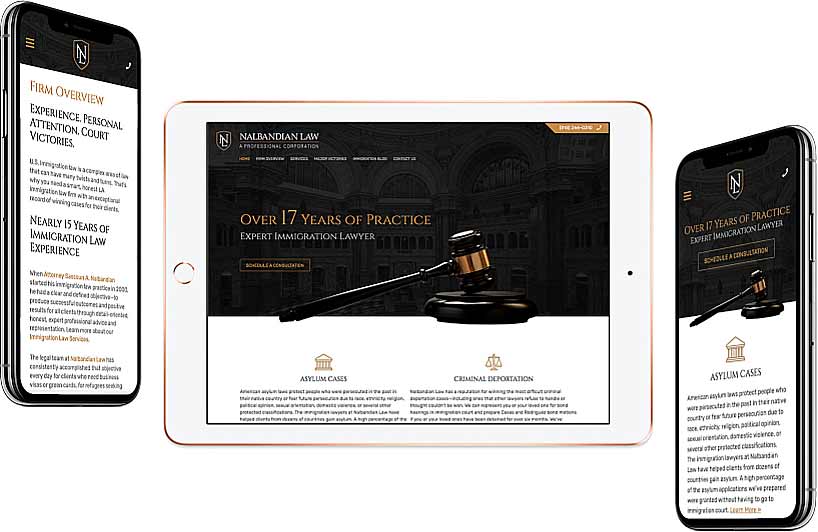 FIRM OVERVIEW
EXPERIENCE, PERSONAL
ATTENTION, COURT
VICTORIES.
U.S. immigration law is a complex area of law
that can have many twists and turns. That's
why you need a smart, honest LA
immigration law firm with an exceptional
record of winning cases for their clients.
NEARLY 15 YEARS OF
IMMIGRATION LAW
EXPERIENCE
When Attorney Sassoun A. Nalbandian
started his immigration law practice in 2000,
he had a clear and defined objective–to
produce successful outcomes and positive
results for all clients through detail-oriented,
honest, expert professional advice and
representation. Learn more about our
Immigration Law Services.
The legal team at Nalbandian Law has
consistently accomplished that objective
every day for clients who need business
visas or green cards, for refugees seeking
NALBANDIAN LAW
A PROFESSIONAL CORPORATION
(818) 244-0310
HOME FIRM OVERVIEW SERVICES MAJOR VICTORIES IMMIGRATION BLOG CONTACT US
OVER 17 YEARS OF PRACTICE
EXPERT IMMIGRATION LAWYER
SCHEDULE A CONSULTATION
ASYLUM CASES
American asylum laws protect people who were persecuted in the past in
their native country or fear future persecution due to race, ethnicity, religion,
political opinion, sexual orientation, domestic violence, or several other
protected classifications. The immigration lawyers at Nalbandian Law have
helped clients from dozens of countries gain asylum. A high percentage of the
CRIMINAL DEPORTATION
Nalbandian Law has a reputation for winning the most difficult criminal
deportation cases—including ones that other lawyers refuse to handle or
thought couldn't be won. We can represent you or your loved one for bond
hearings in immigration court and prepare Casas and Rodriguez bond motions
if you or your loved ones have been detained for over six months. We've
OVER 17 YEARS OF PRACTICE
EXPERT IMMIGRATION LAWYER
SCHEDULE A CONSULTATION
ASYLUM CASES
American asylum laws protect people who
were persecuted in the past in their native
country or fear future persecution due to
race, ethnicity, religion, political opinion,
sexual orientation, domestic violence, or
several other protected classifications.
The immigration lawyers at Nalbandian
Law have helped clients from dozens of
countries gain asylum. A high percentage
of the asylum applications we've prepared
were granted without having to go to
immigration court. Learn More »